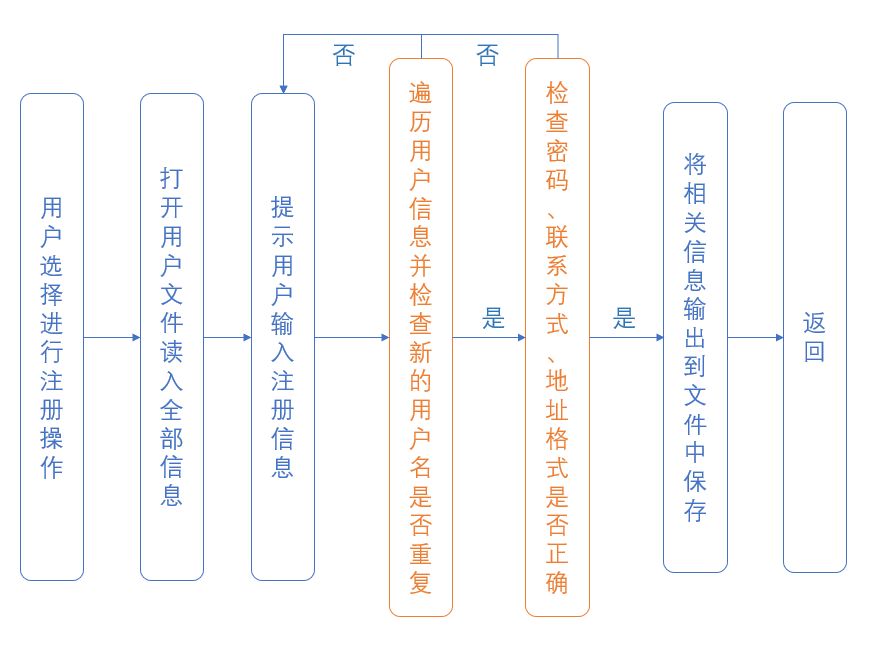 用户选择进行注册操作
打开用户文件读入全部信息
提示用户输入注册信息
否
遍历用户信息并检查新的用户名是否重复
是
否
检查密码、联系方式、地址格式是否正确
是
将相关信息输出到文件中保存
返回